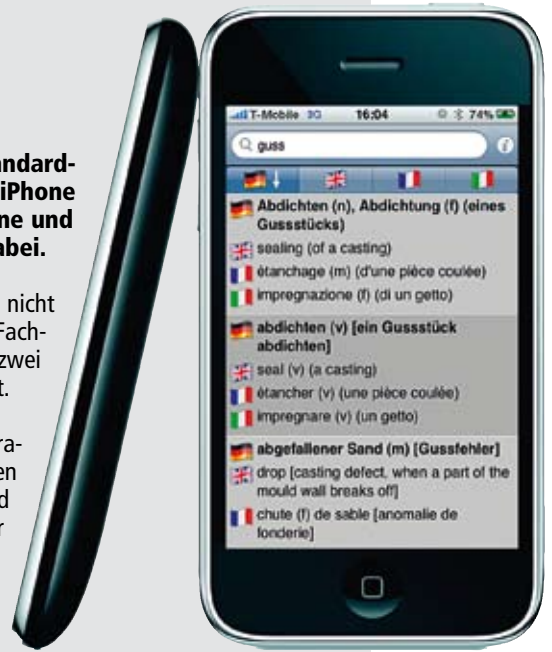 andard-
iPhone
ne und
abei.
nicht
Fach-
zwei
t.
ra-
en
d
r
T-Mobile 3G 16:04 74%
guss
Abdichten (n), Abdichtung (f) (eines
Gussstücks)
sealing (of a casting)
étanchage (m) (d'une pièce coulée)
impregnazione (f) (di un getto)
abdichten (v) [ein Gussstück
abdichten]
seal (v) (a casting)
étancher (v) (une pièce coulée)
impregnare (v) (un getto)
abgefallener Sand (m) [Gussfehler]
drop [casting defect, when a part of the
mould wall breaks off]
chute (f) de sable [anomalie de
fonderie]